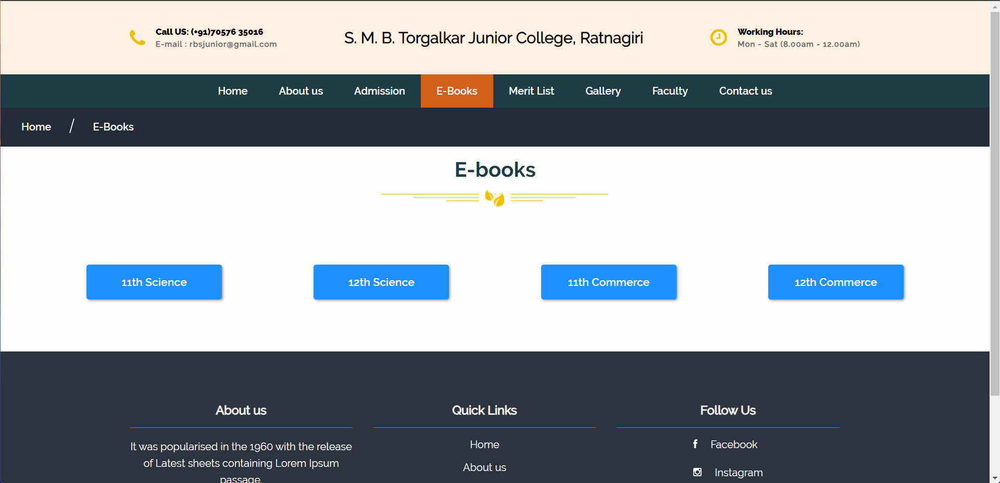 Call US: (+91)70576 35016
E-mail : rbsjunior@gmail.com
S. M. B. Torgalkar Junior College, Ratnagiri
Working Hours:
Mon - Sat (8.00am - 12.00am)
Home About us Admission E-Books Merit List Gallery Faculty Contact us
Home / E-Books
E-books
11th Science 12th Science 11th Commerce 12th Commerce
About us
It was popularised in the 1960 with the release
of Latest sheets containing Lorem Ipsum
passage.
Quick Links
Home
About us
Follow Us
Facebook
Instagram